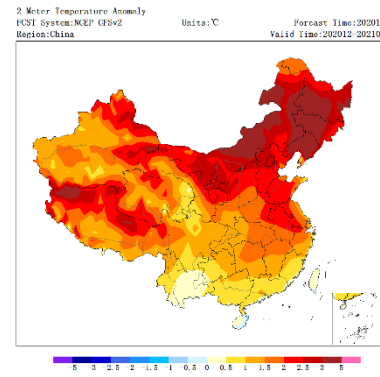 2 Meter Temperature Anomaly
FCST System:NCEP CFSv2 Units:℃ Forcast Time:20201
Region:China Valid Time:202012-20210
-5 -3 -2.5 -2 -1.5 -1 -0.5 0 0.5 1 1.5 2 2.5 3 5